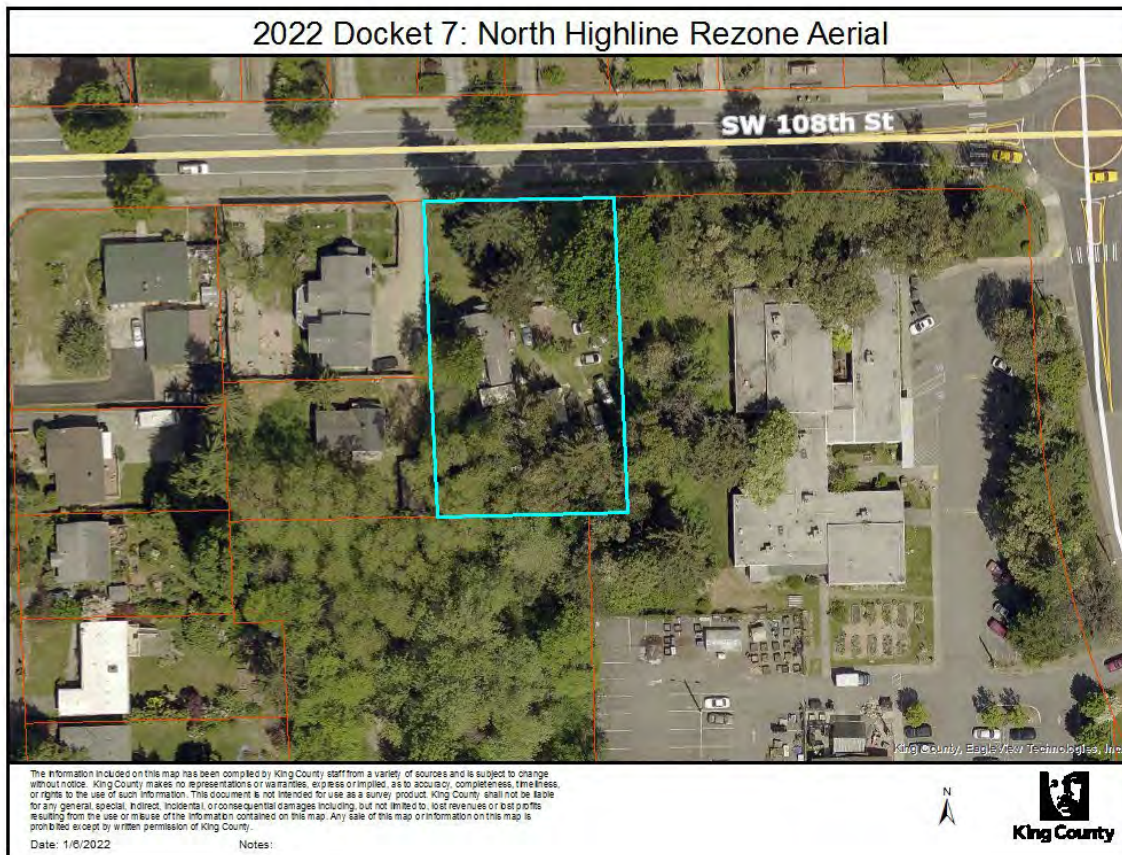 2022 Docket 7: North Highline Rezone Aerial
SW 108th St
King County, EagleView Technologies, Inc.
The information included on this map has been compiled by King County staff from a variety of sources and is subject to change
without notice. King County makes no representations or warranties, express or implied, as to accuracy, completeness, timeliness,
or rights to the use of such information. This document is not intended for use as a survey product. King County shall not be liable
for any general, special, indirect, incidental, or consequential damages including, but not limited to, lost revenues or lost profits
resulting from the use or misuse of the information contained on this map. Any sale of this map or information on this map is
prohibited except by written permission of King County.
Date: 1/6/2022 Notes:
N
King County